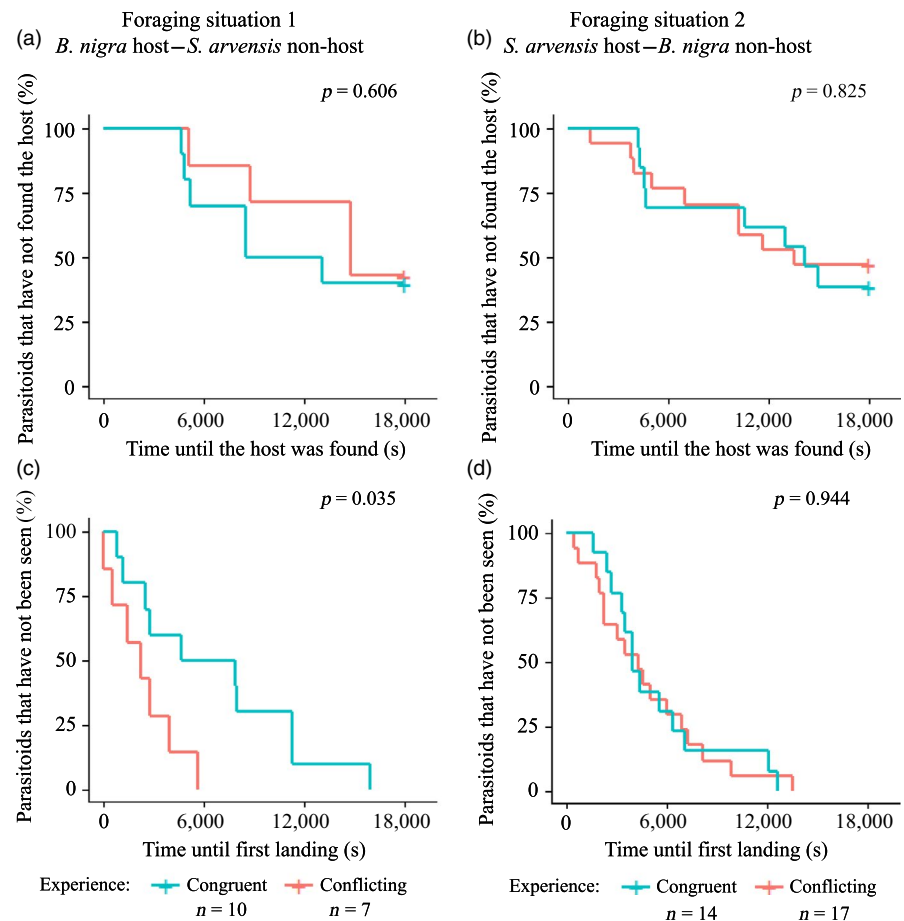 Foraging situation 1
(a) B. nigra host–S. arvensis non-host
p = 0.606
Parasitoids that have not found the host (%)
100
75
50
25
0
0 6,000 12,000 18,000
Time until the host was found (s)
Foraging situation 2
(b) S. arvensis host–B. nigra non-host
p = 0.825
Parasitoids that have not found the host (%)
100
75
50
25
0
0 6,000 12,000 18,000
Time until the host was found (s)
(c)
p = 0.035
Parasitoids that have not been seen (%)
100
75
50
25
0
0 6,000 12,000 18,000
Time until first landing (s)
(d)
p = 0.944
Parasitoids that have not been seen (%)
100
75
50
25
0
0 6,000 12,000 18,000
Time until first landing (s)
Experience: Congruent Conflicting
n = 10 n = 7
Experience: Congruent Conflicting
n = 14 n = 17